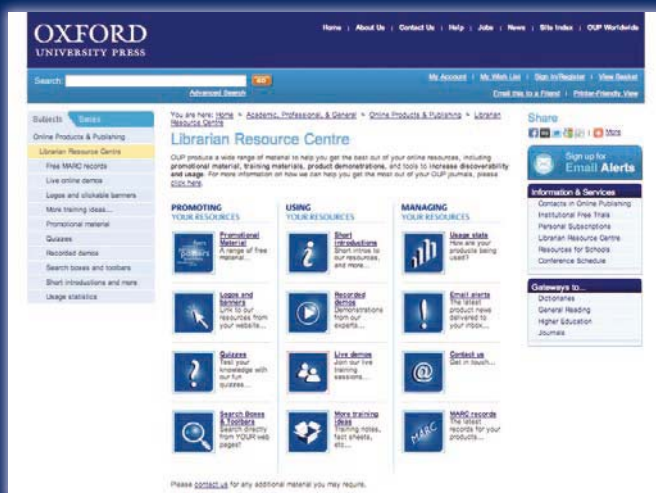 OXFORD
UNIVERSITY PRESS
Home | About Us | Contact Us | Help | Jobs | News | Site Index | OUP Worldwide
Search
GO
Advanced Search
My Account | My Wish List | Sign In/Register | View Basket
Email this to a Friend | Printer-Friendly View
Subjects
Series
Online Products & Publishing
Librarian Resource Centre
Free MARC records
Live online demos
Logos and clickable banners
More training ideas...
Promotional material
Quizzes
Recorded demos
Search boxes and toolbars
Short introductions and more
Usage statistics
You are here: Home > Academic, Professional, & General > Online Products & Publishing > Librarian
Resource Centre
Librarian Resource Centre
OUP produce a wide range of material to help you get the best out of your online resources, including
promotional material, training materials, product demonstrations, and tools to increase discoverability
and usage. For more information on how we can help you get the most out of your OUP journals, please
click here.
PROMOTING
YOUR RESOURCES
Promotional
Material
A range of free
material...
Logos and
banners
Link to our
resources from
your website...
Quizzes
Test your
knowledge with
our fun
quizzes...
Search Boxes
& Toolbars
Search directly
from YOUR web
pages!
USING
YOUR RESOURCES
Short
introductions
Short intros to
our resources,
and more...
Recorded
demos
Demonstrations
from our
experts...
Live demos
Join our live
training
sessions...
More training
ideas
Training notes,
fact sheets,
etc...
MANAGING
YOUR RESOURCES
Usage stats
How are your
products being
used?
Email alerts
The latest
product news
delivered to
your inbox...
@
Contact us
Get in touch...
MARC
MARC records
The latest
records for your
products...
Please contact us for any additional material you may require.
Share
More
Sign up for
Email Alerts
Information & Services
Contacts in Online Publishing
Institutional Free Trials
Personal Subscriptions
Librarian Resource Centre
Resources for Schools
Conference Schedule
Gateways to...
Dictionaries
General Reading
Higher Education
Journals